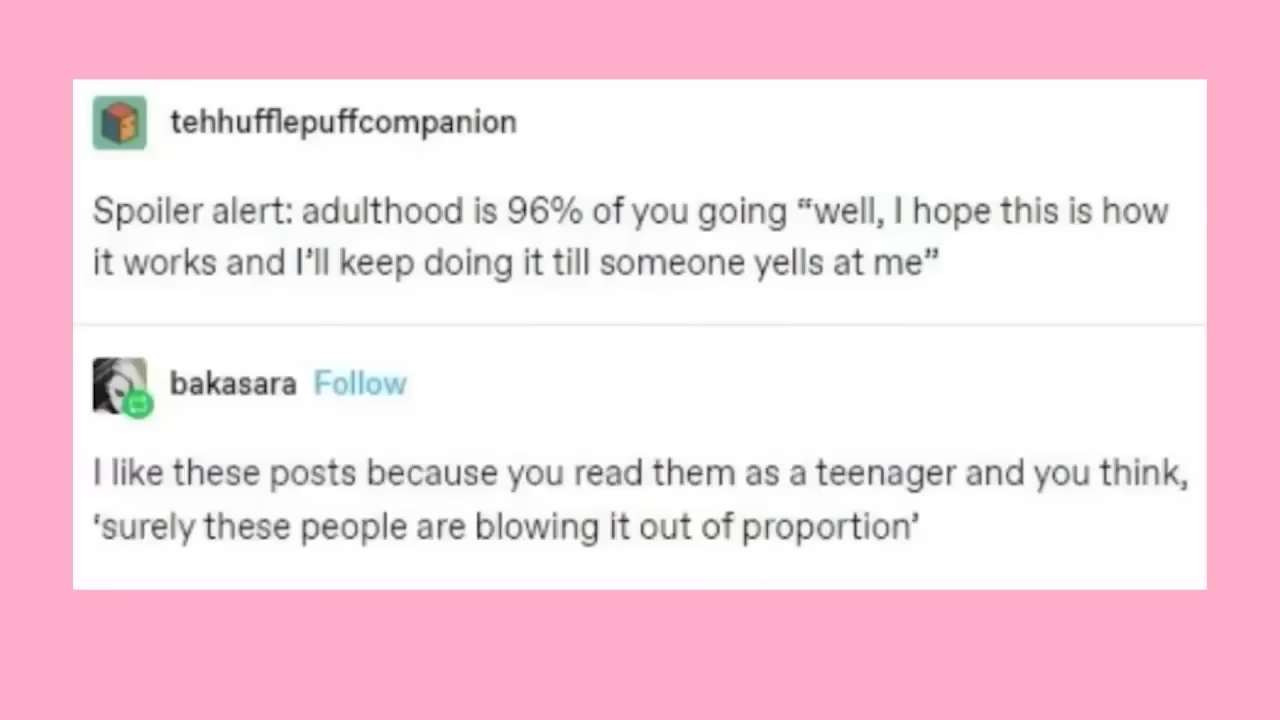 tehhufflepuffcompanion
Spoiler alert: adulthood is 96% of you going “well, I hope this is how
it works and I’ll keep doing it till someone yells at me”
bakasara Follow
I like these posts because you read them as a teenager and you think,
‘surely these people are blowing it out of proportion’